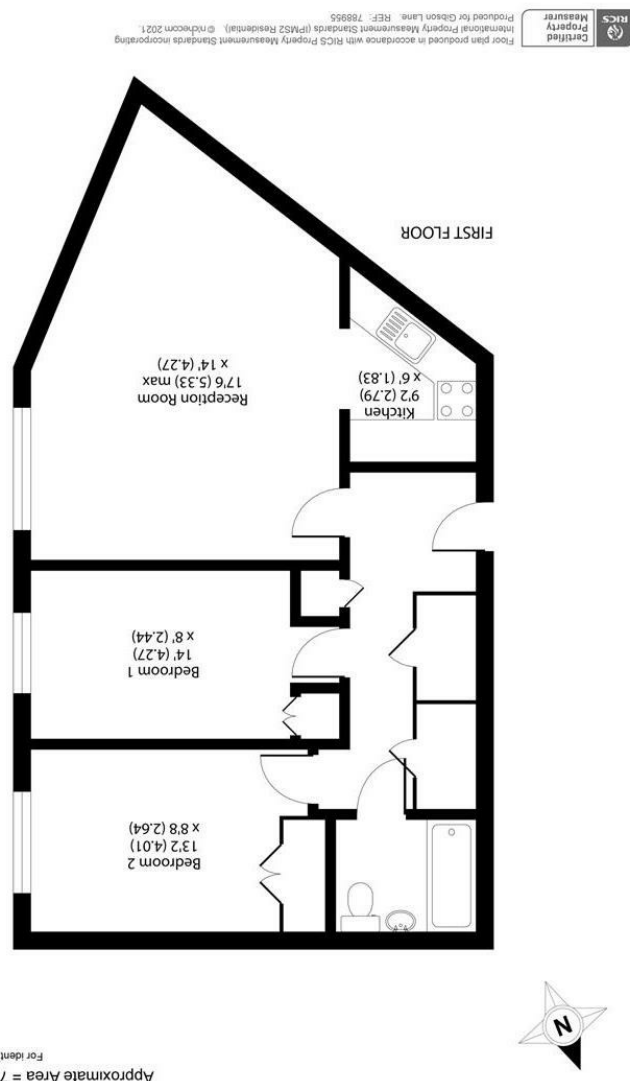 Approximate Area = 7
For ident
N
Bedroom 2
13'2 (4.01)
x 8'8 (2.64)
Bedroom 1
14' (4.27)
x 8' (2.44)
Kitchen
9'2 (2.79)
x 6' (1.83)
Reception Room
17'6 (5.33) max
x 14' (4.27)
FIRST FLOOR
RICS
Certified
Property
Measurer
Floor plan produced in accordance with RICS Property Measurement Standards incorporating
International Property Measurement Standards (IPMS2 Residential). ©nichecom 2021.
Produced for Gibson Lane. REF: 788955